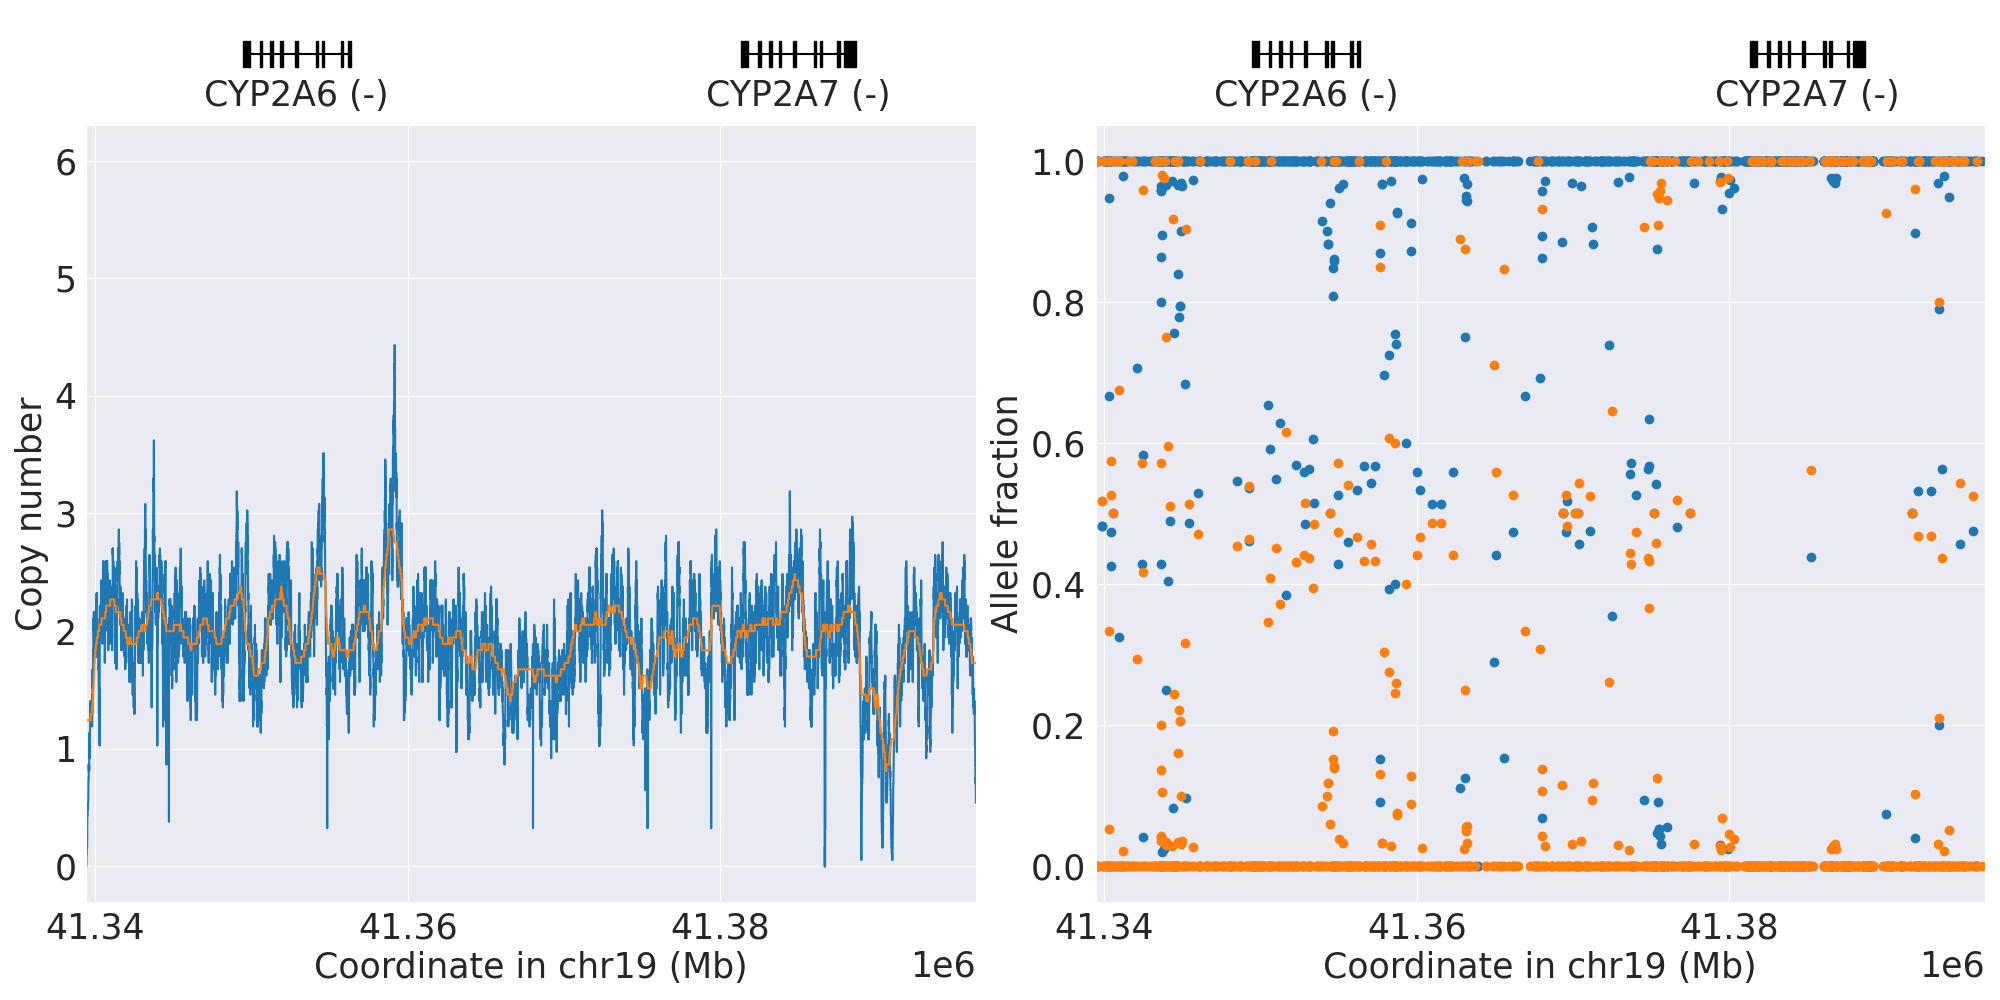 CYP2A6 (-)
CYP2A7 (-)
CYP2A6 (-)
CYP2A7 (-)
6
5
4
3
2
1
0
Copy number
41.34
41.36
41.38
Coordinate in chr19 (Mb)
1e6
1.0
0.8
0.6
0.4
0.2
0.0
Allele fraction
41.34
41.36
41.38
Coordinate in chr19 (Mb)
1e6